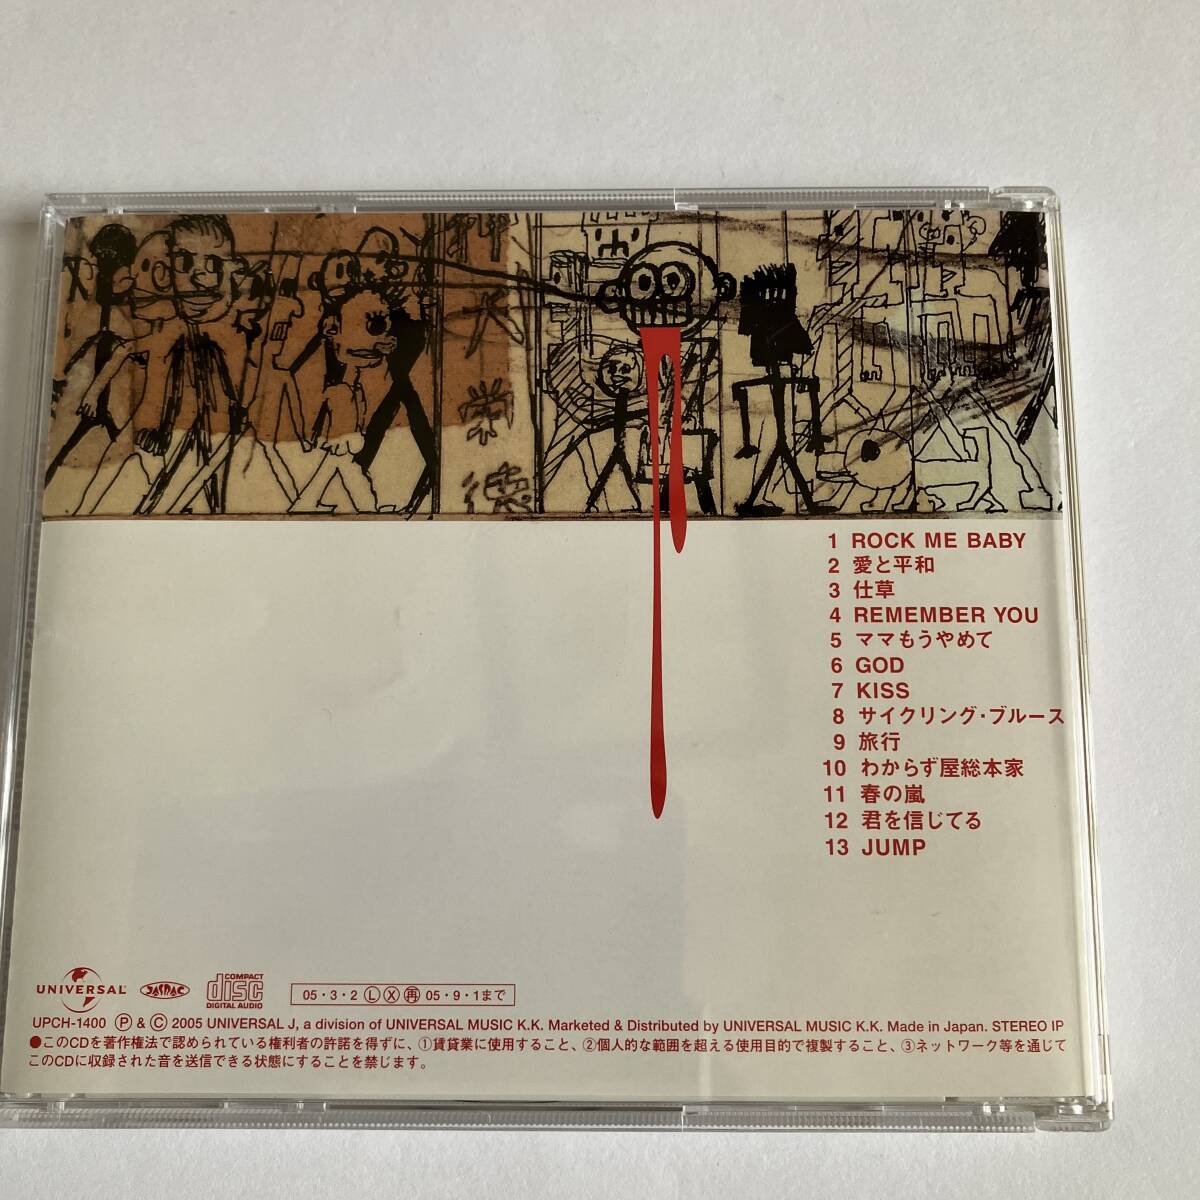 1 ROCK ME BABY
2 愛と平和
3 仕草
4 REMEMBER YOU
5 ママもうやめて
6 GOD
7 KISS
8 サイクリング・ブルース
9 旅行
10 わからず屋総本家
11 春の嵐
12 君を信じてる
13 JUMP
UNIVERSAL JASRAC COMPACT disc DIGITAL AUDIO 05・3・2 Ⓛ Ⓧ ㊢ 05・9・1まで
UPCH-1400 Ⓟ & Ⓒ 2005 UNIVERSAL J, a division of UNIVERSAL MUSIC K.K. Marketed & Distributed by UNIVERSAL MUSIC K.K. Made in Japan. STEREO IP
●このCDを著作権法で認められている権利者の許諾を得ずに、①賃貸業に使用すること、②個人的な範囲を超える使用目的で複製すること、③ネットワーク等を通じて
このCDに収録された音を送信できる状態にすることを禁じます。